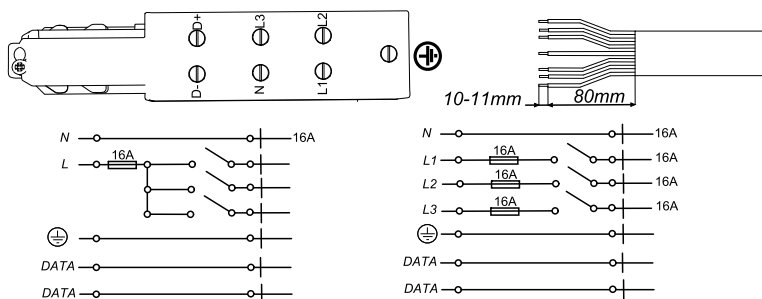 D+ L3 L2
D- N L1
10-11mm 80mm
N 16A
L 16A
DATA
DATA
N 16A
L1 16A 16A
L2 16A 16A
L3 16A 16A
DATA
DATA